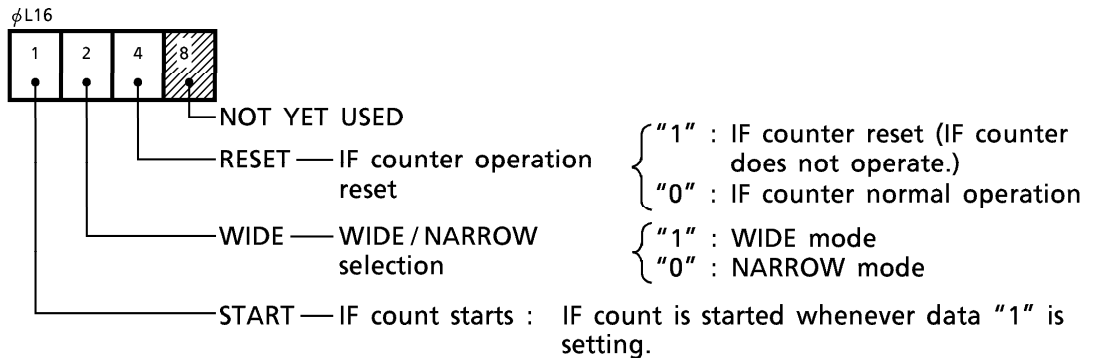 φL16
1 2 4 8
NOT YET USED
RESET — IF counter operation
reset
"1" : IF counter reset (IF counter
does not operate.)
"0" : IF counter normal operation
WIDE — WIDE / NARROW
selection
"1" : WIDE mode
"0" : NARROW mode
START — IF count starts : IF count is started whenever data "1" is
setting.